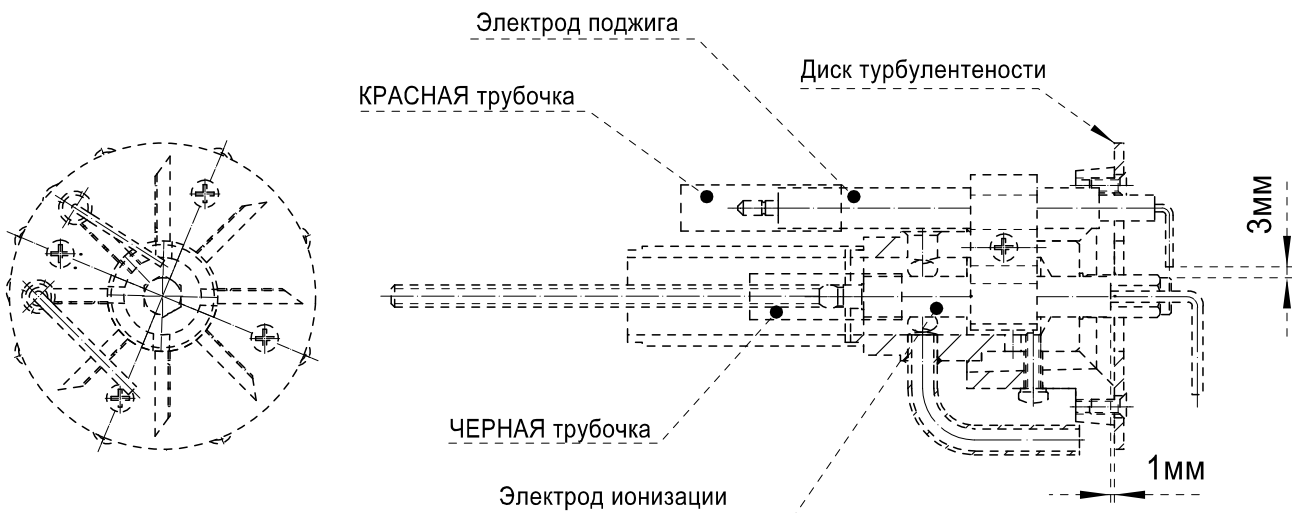 Электрод поджига
Диск турбулентености
КРАСНАЯ трубочка
3мм
ЧЕРНАЯ трубочка
1мм
Электрод ионизации